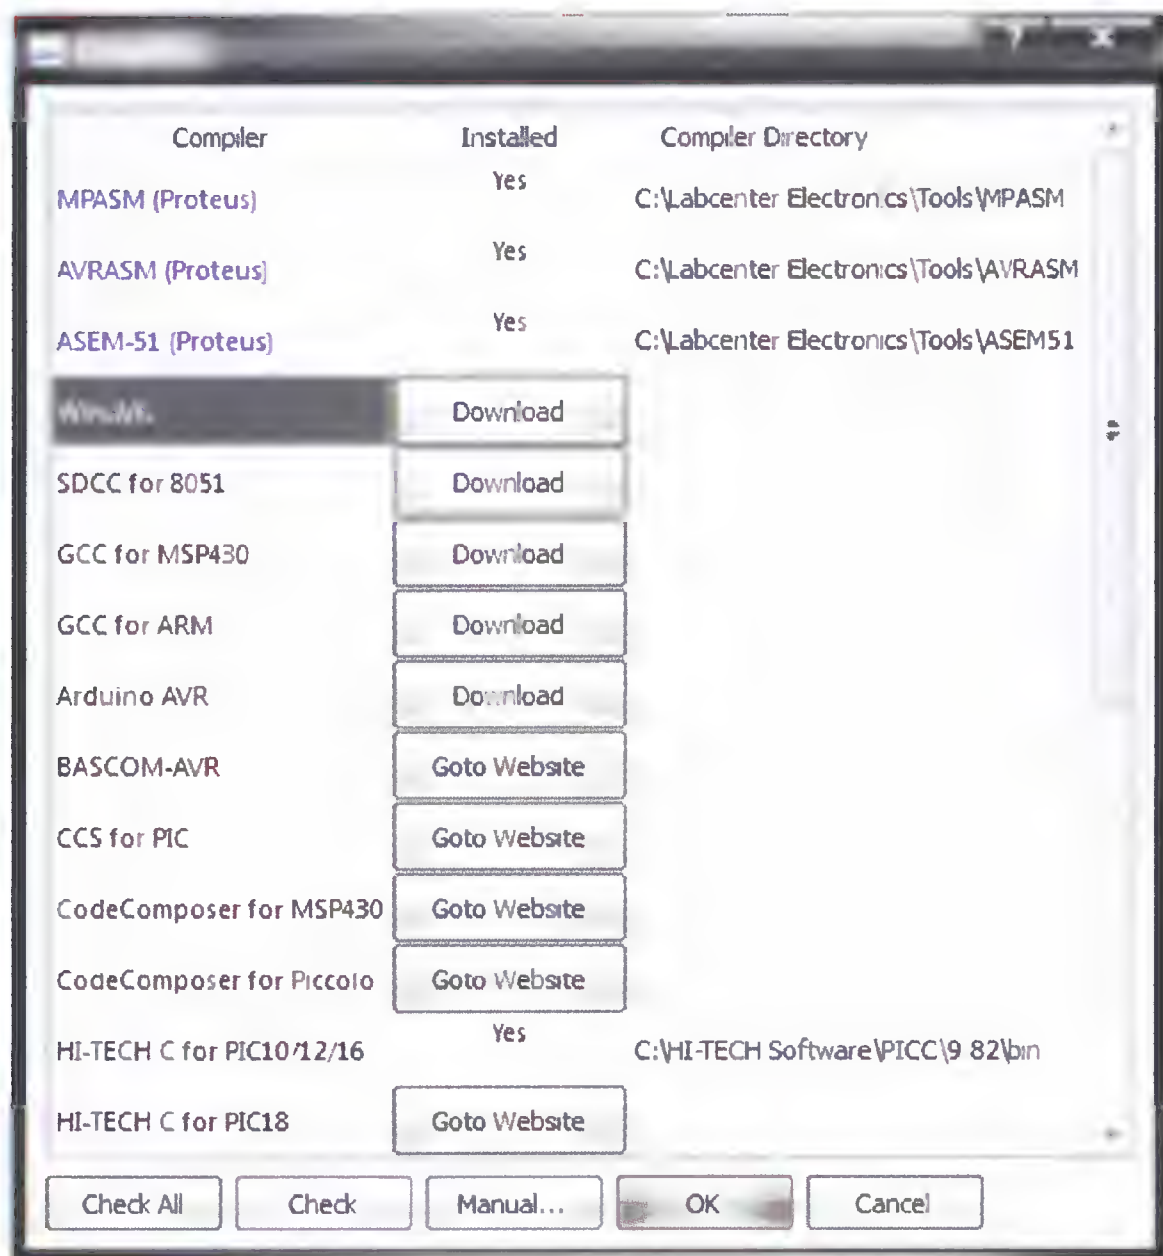 Compiler Installed Compiler Directory
MPASM (Proteus) Yes C:\Labcenter Electronics\Tools\MPASM
AVRASM (Proteus) Yes C:\Labcenter Electronics\Tools\AVRASM
ASEM-51 (Proteus) Yes C:\Labcenter Electronics\Tools\ASEM51
Download
SDCC for 8051 Download
GCC for MSP430 Download
GCC for ARM Download
Arduino AVR Download
BASCOM-AVR Goto Website
CCS for PIC Goto Website
CodeComposer for MSP430 Goto Website
CodeComposer for Piccolo Goto Website
HI-TECH C for PIC10/12/16 Yes C:\HI-TECH Software\PICC\9.82\bin
HI-TECH C for PIC18 Goto Website
Check All Check Manual... OK Cancel